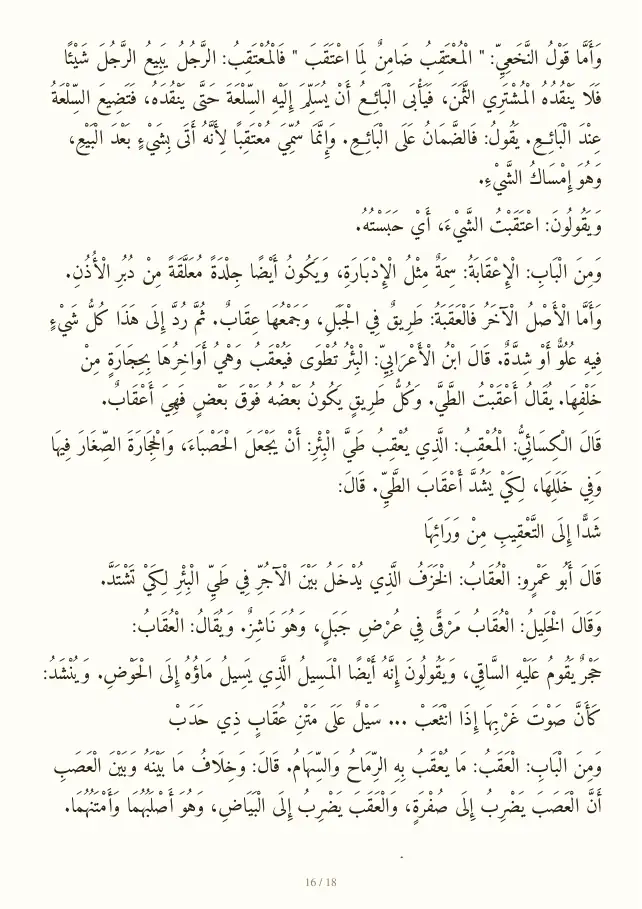 وَأَمَّا قَوْلُ النَّخَعِيِّ: " الْمُعْتَقِبُ ضَامِنٌ لِمَا اعْتَقَبَ " فَالْمُعْتَقِبُ: الرَّجُلُ يَبِيعُ الرَّجُلَ شَيْئًا
فَلَا يَنْقُدُهُ الْمُشْتَرِي الثَّمَنَ، فَيَأْبَى الْبَائِعُ أَنْ يُسَلِّمَ إِلَيْهِ السِّلْعَةَ حَتَّى يَنْقُدَهُ، فَتَضِيعَ السِّلْعَةُ
عِنْدَ الْبَائِعِ. يَقُولُ: فَالضَّمَانُ عَلَى الْبَائِعِ. وَإِنَّمَا سُمِّيَ مُعْتَقِبًا لِأَنَّهُ أَتَى بِشَيْءٍ بَعْدَ الْبَيْعِ،
وَهُوَ إِمْسَاكُ الشَّيْءِ.
وَيَقُولُونَ: اعْتَقَبْتُ الشَّيْءَ، أَيْ حَبَسْتُهُ.
وَمِنَ الْبَابِ: الْإِعْقَابَةُ: سِمَةٌ مِثْلُ الْإِدْبَارَةِ، وَيَكُونُ أَيْضًا جِلْدَةً مُعَلَّقَةً مِنْ دُبُرِ الْأُذُنِ.
وَأَمَّا الْأَصْلُ الْآخَرُ فَالْعَقَبَةُ: طَرِيقٌ فِي الْجَبَلِ، وَجَمْعُهَا عِقَابٌ. ثُمَّ رُدَّ إِلَى هَذَا كُلُّ شَيْءٍ
فِيهِ عُلُوٌّ أَوْ شِدَّةٌ. قَالَ ابْنُ الْأَعْرَابِيِّ: الْبِئْرُ تُطْوَى فَيُعْقَبُ وَهْيُ أَوَاخِرُهَا بِحِجَارَةٍ مِنْ
خَلْفِهَا. يُقَالُ أَعْقَبْتُ الطَّيَّ. وَكُلُّ طَرِيقٍ يَكُونُ بَعْضُهُ فَوْقَ بَعْضٍ فَهِيَ أَعْقَابٌ.
قَالَ الْكِسَائِيُّ: الْمُعْقِبُ: الَّذِي يُعْقِبُ طَيَّ الْبِئْرِ: أَنْ يَجْعَلَ الْحَصْبَاءَ، وَالْحِجَارَةَ الصِّغَارَ فِيهَا
وَفِي خَلَلِهَا، لِكَيْ يَشُدَّ أَعْقَابَ الطَّيِّ. قَالَ:
شَدًّا إِلَى التَّعْقِيبِ مِنْ وَرَائِهَا
قَالَ أَبُو عَمْرٍو: الْعُقَابُ: الْخَزَفُ الَّذِي يُدْخَلُ بَيْنَ الْآجُرِّ فِي طَيِّ الْبِئْرِ لِكَيْ تَشْتَدَّ.
وَقَالَ الْخَلِيلُ: الْعُقَابُ مَرْقًى فِي عُرْضِ جَبَلٍ، وَهُوَ نَاشِزٌ. وَيُقَالُ: الْعُقَابُ:
حَجَرٌ يَقُومُ عَلَيْهِ السَّاقِي، وَيَقُولُونَ إِنَّهُ أَيْضًا الْمَسِيلُ الَّذِي يَسِيلُ مَاؤُهُ إِلَى الْحَوْضِ. وَيُنْشَدُ:
كَأَنَّ صَوْتَ غَرْبِهَا إِذَا انْثَعَبْ ... سَيْلٌ عَلَى مَتْنِ عُقَابٍ ذِي حَدَبْ
وَمِنَ الْبَابِ: الْعَقَبُ: مَا يُعْقَبُ بِهِ الرِّمَاحُ وَالسِّهَامُ. قَالَ: وَخِلَافُ مَا بَيْنَهُ وَبَيْنَ الْعَصَبِ
أَنَّ الْعَصَبَ يَضْرِبُ إِلَى صُفْرَةٍ، وَالْعَقَبَ يَضْرِبُ إِلَى الْبَيَاضِ، وَهُوَ أَصْلَبُهُمَا وَأَمْتَنُهُمَا.
16 / 18